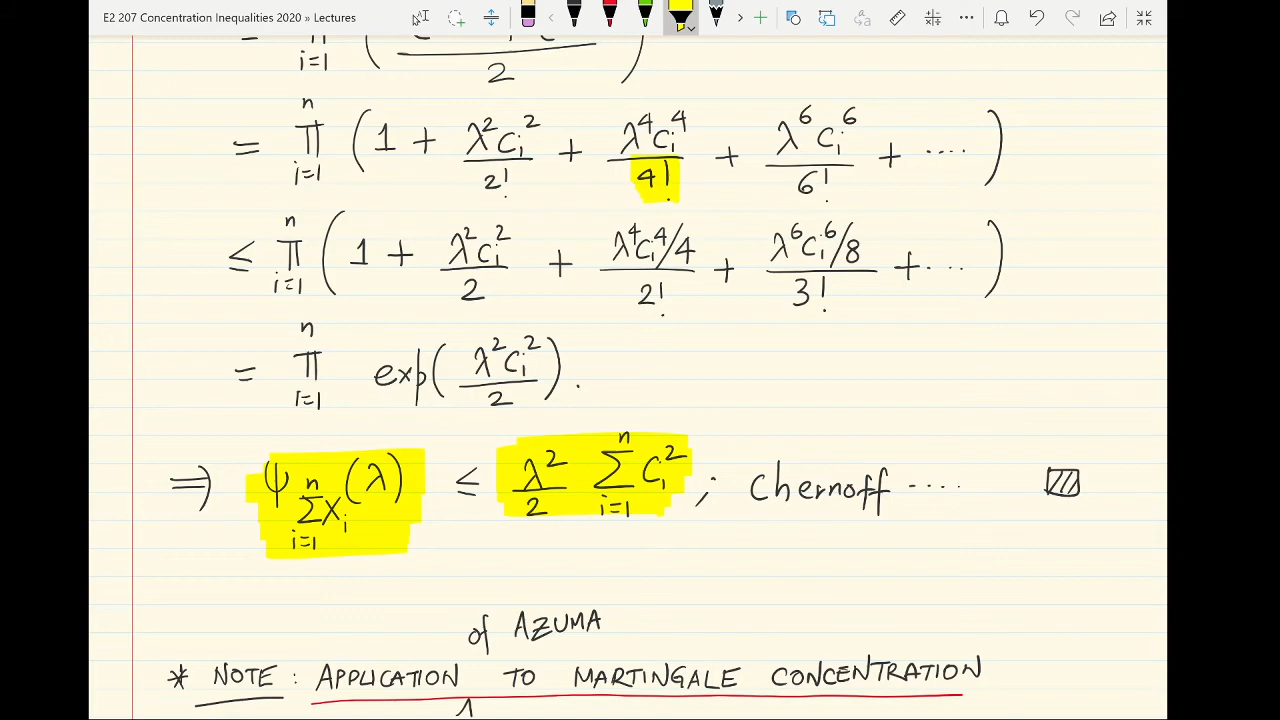 E2 207 Concentration Inequalities 2020 » Lectures
= ∏_{i=1}^{n} ( / 2 )
= ∏_{i=1}^{n} ( 1 + λ²cᵢ²/2! + λ⁴cᵢ⁴/4! + λ⁶cᵢ⁶/6! + ···· )
≤ ∏_{i=1}^{n} ( 1 + λ²cᵢ²/2 + (λ⁴cᵢ⁴/4)/2! + (λ⁶cᵢ⁶/8)/3! + ··· )
= ∏_{i=1}^{n} exp( λ²cᵢ²/2 ).
⇒ ψ_{∑_{i=1}^{n} Xᵢ}(λ) ≤ λ²/2 ∑_{i=1}^{n} cᵢ² ; Chernoff ····
of AZUMA
* NOTE : APPLICATION TO MARTINGALE CONCENTRATION